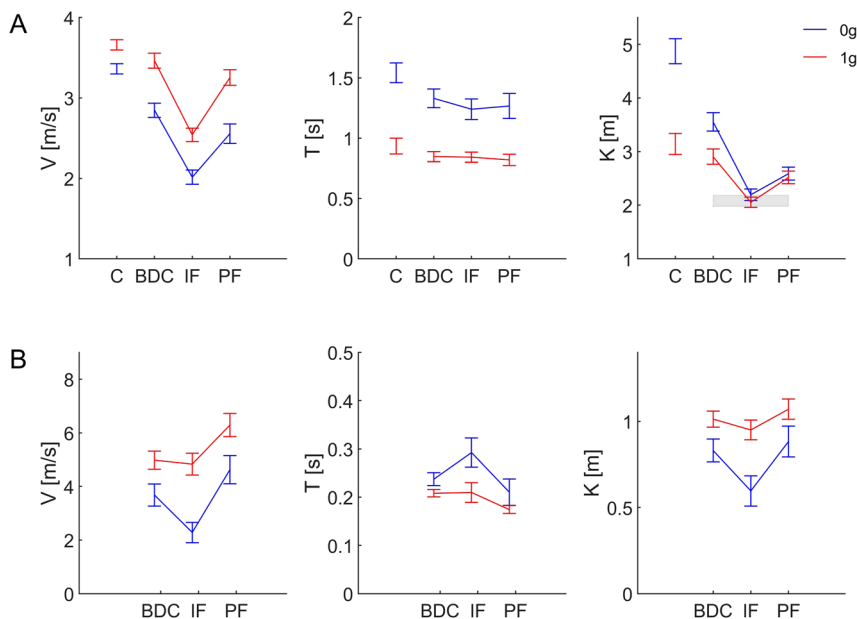 A
V [m/s]
4
3
2
1
C BDC IF PF
T [s]
2
1.5
1
0.5
0
C BDC IF PF
K [m]
5
4
3
2
1
C BDC IF PF
0g
1g
B
V [m/s]
8
6
4
2
0
BDC IF PF
T [s]
0.5
0.4
0.3
0.2
0.1
0
BDC IF PF
K [m]
1
0.5
0
BDC IF PF